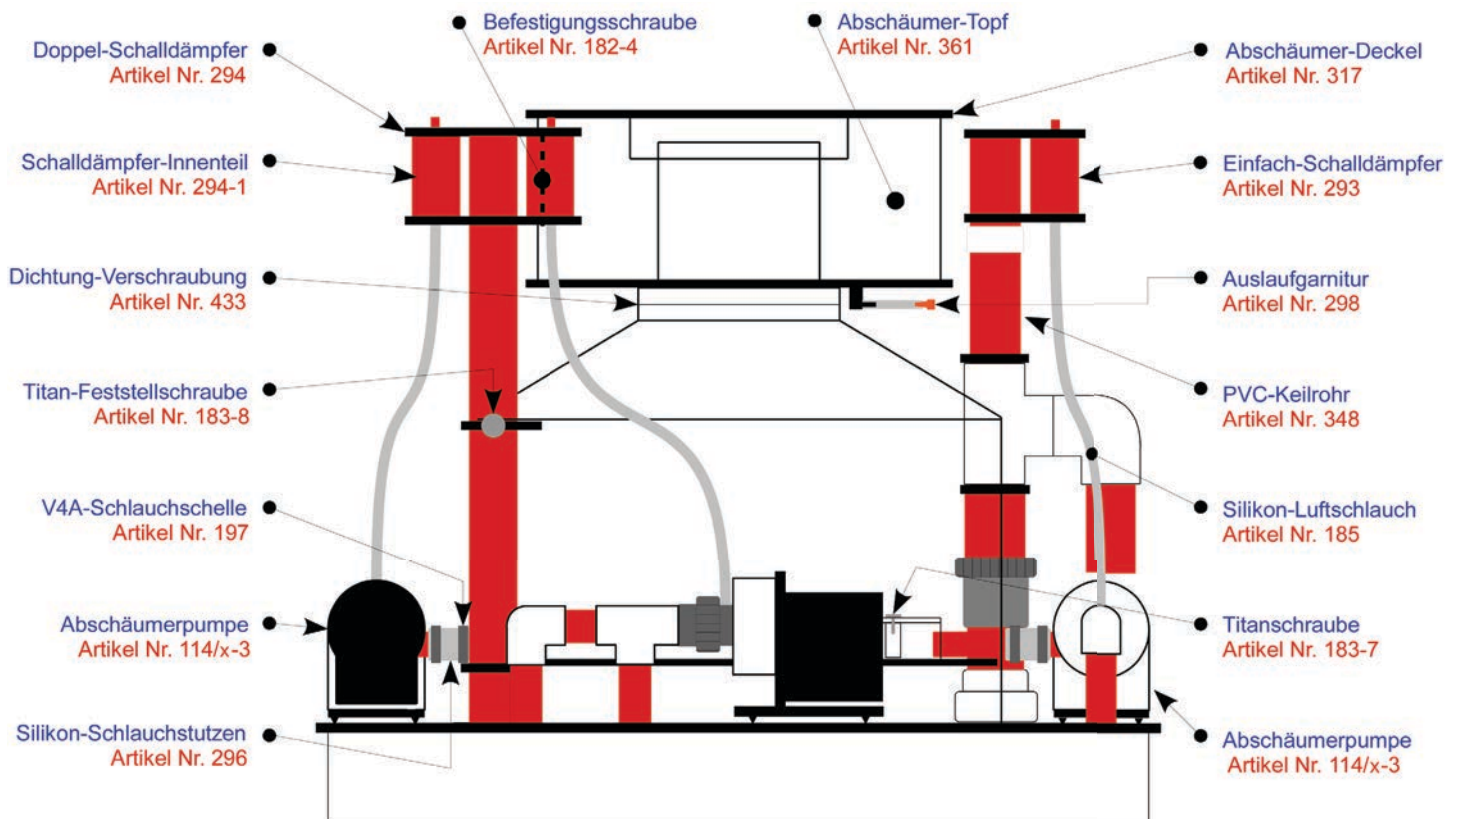 Befestigungsschraube
Artikel Nr. 182-4
Abschäumer-Topf
Artikel Nr. 361
Doppel-Schalldämpfer
Artikel Nr. 294
Abschäumer-Deckel
Artikel Nr. 317
Schalldämpfer-Innenteil
Artikel Nr. 294-1
Einfach-Schalldämpfer
Artikel Nr. 293
Dichtung-Verschraubung
Artikel Nr. 433
Auslaufgarnitur
Artikel Nr. 298
Titan-Feststellschraube
Artikel Nr. 183-8
PVC-Keilrohr
Artikel Nr. 348
V4A-Schlauchschelle
Artikel Nr. 197
Silikon-Luftschlauch
Artikel Nr. 185
Abschäumerpumpe
Artikel Nr. 114/x-3
Titanschraube
Artikel Nr. 183-7
Silikon-Schlauchstutzen
Artikel Nr. 296
Abschäumerpumpe
Artikel Nr. 114/x-3